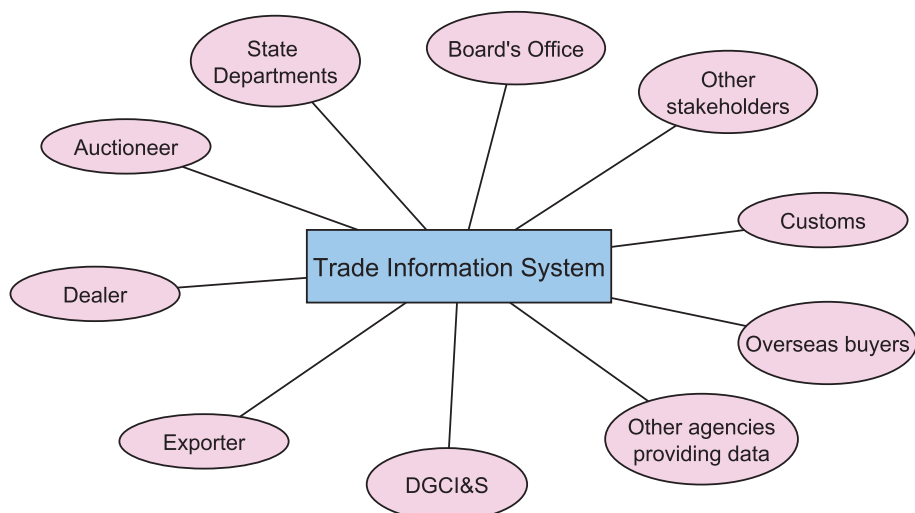 State
Departments
Board's Office
Other
stakeholders
Auctioneer
Customs
Trade Information System
Dealer
Overseas buyers
Exporter
Other agencies
providing data
DGCI&S